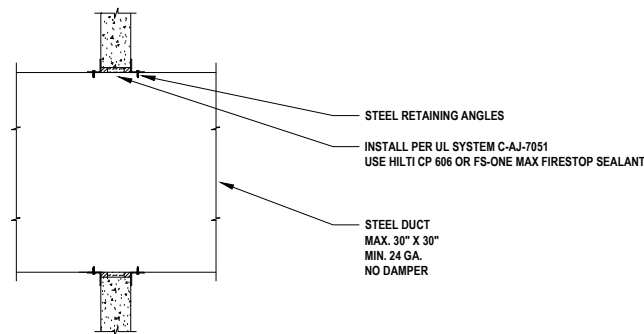 STEEL RETAINING ANGLES
INSTALL PER UL SYSTEM C-AJ-7051
USE HILTI CP 606 OR FS-ONE MAX FIRESTOP SEALANT
STEEL DUCT
MAX. 30" X 30"
MIN. 24 GA.
NO DAMPER